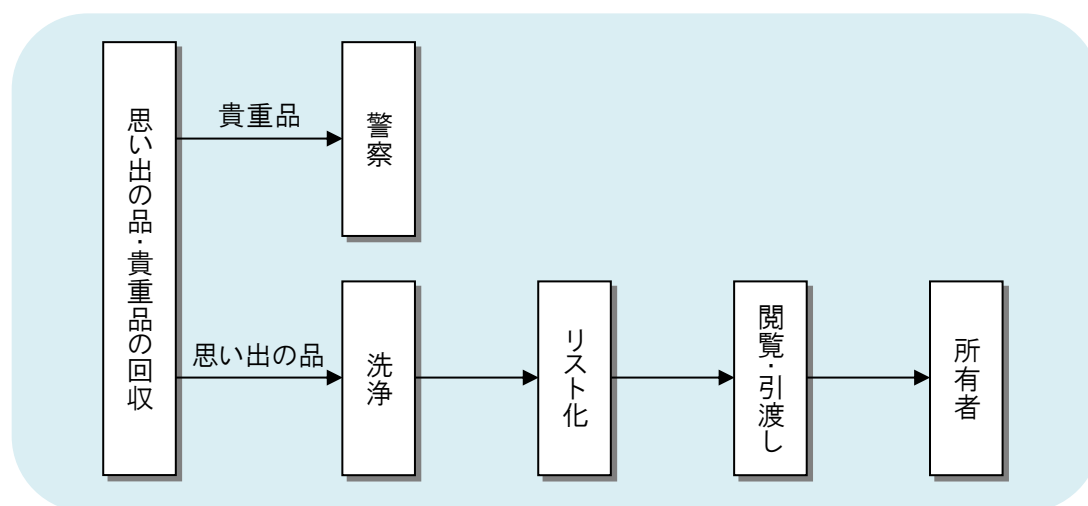 思い出の品・貴重品の回収
貴重品
警察
思い出の品
洗浄
リスト化
閲覧・引渡し
所有者